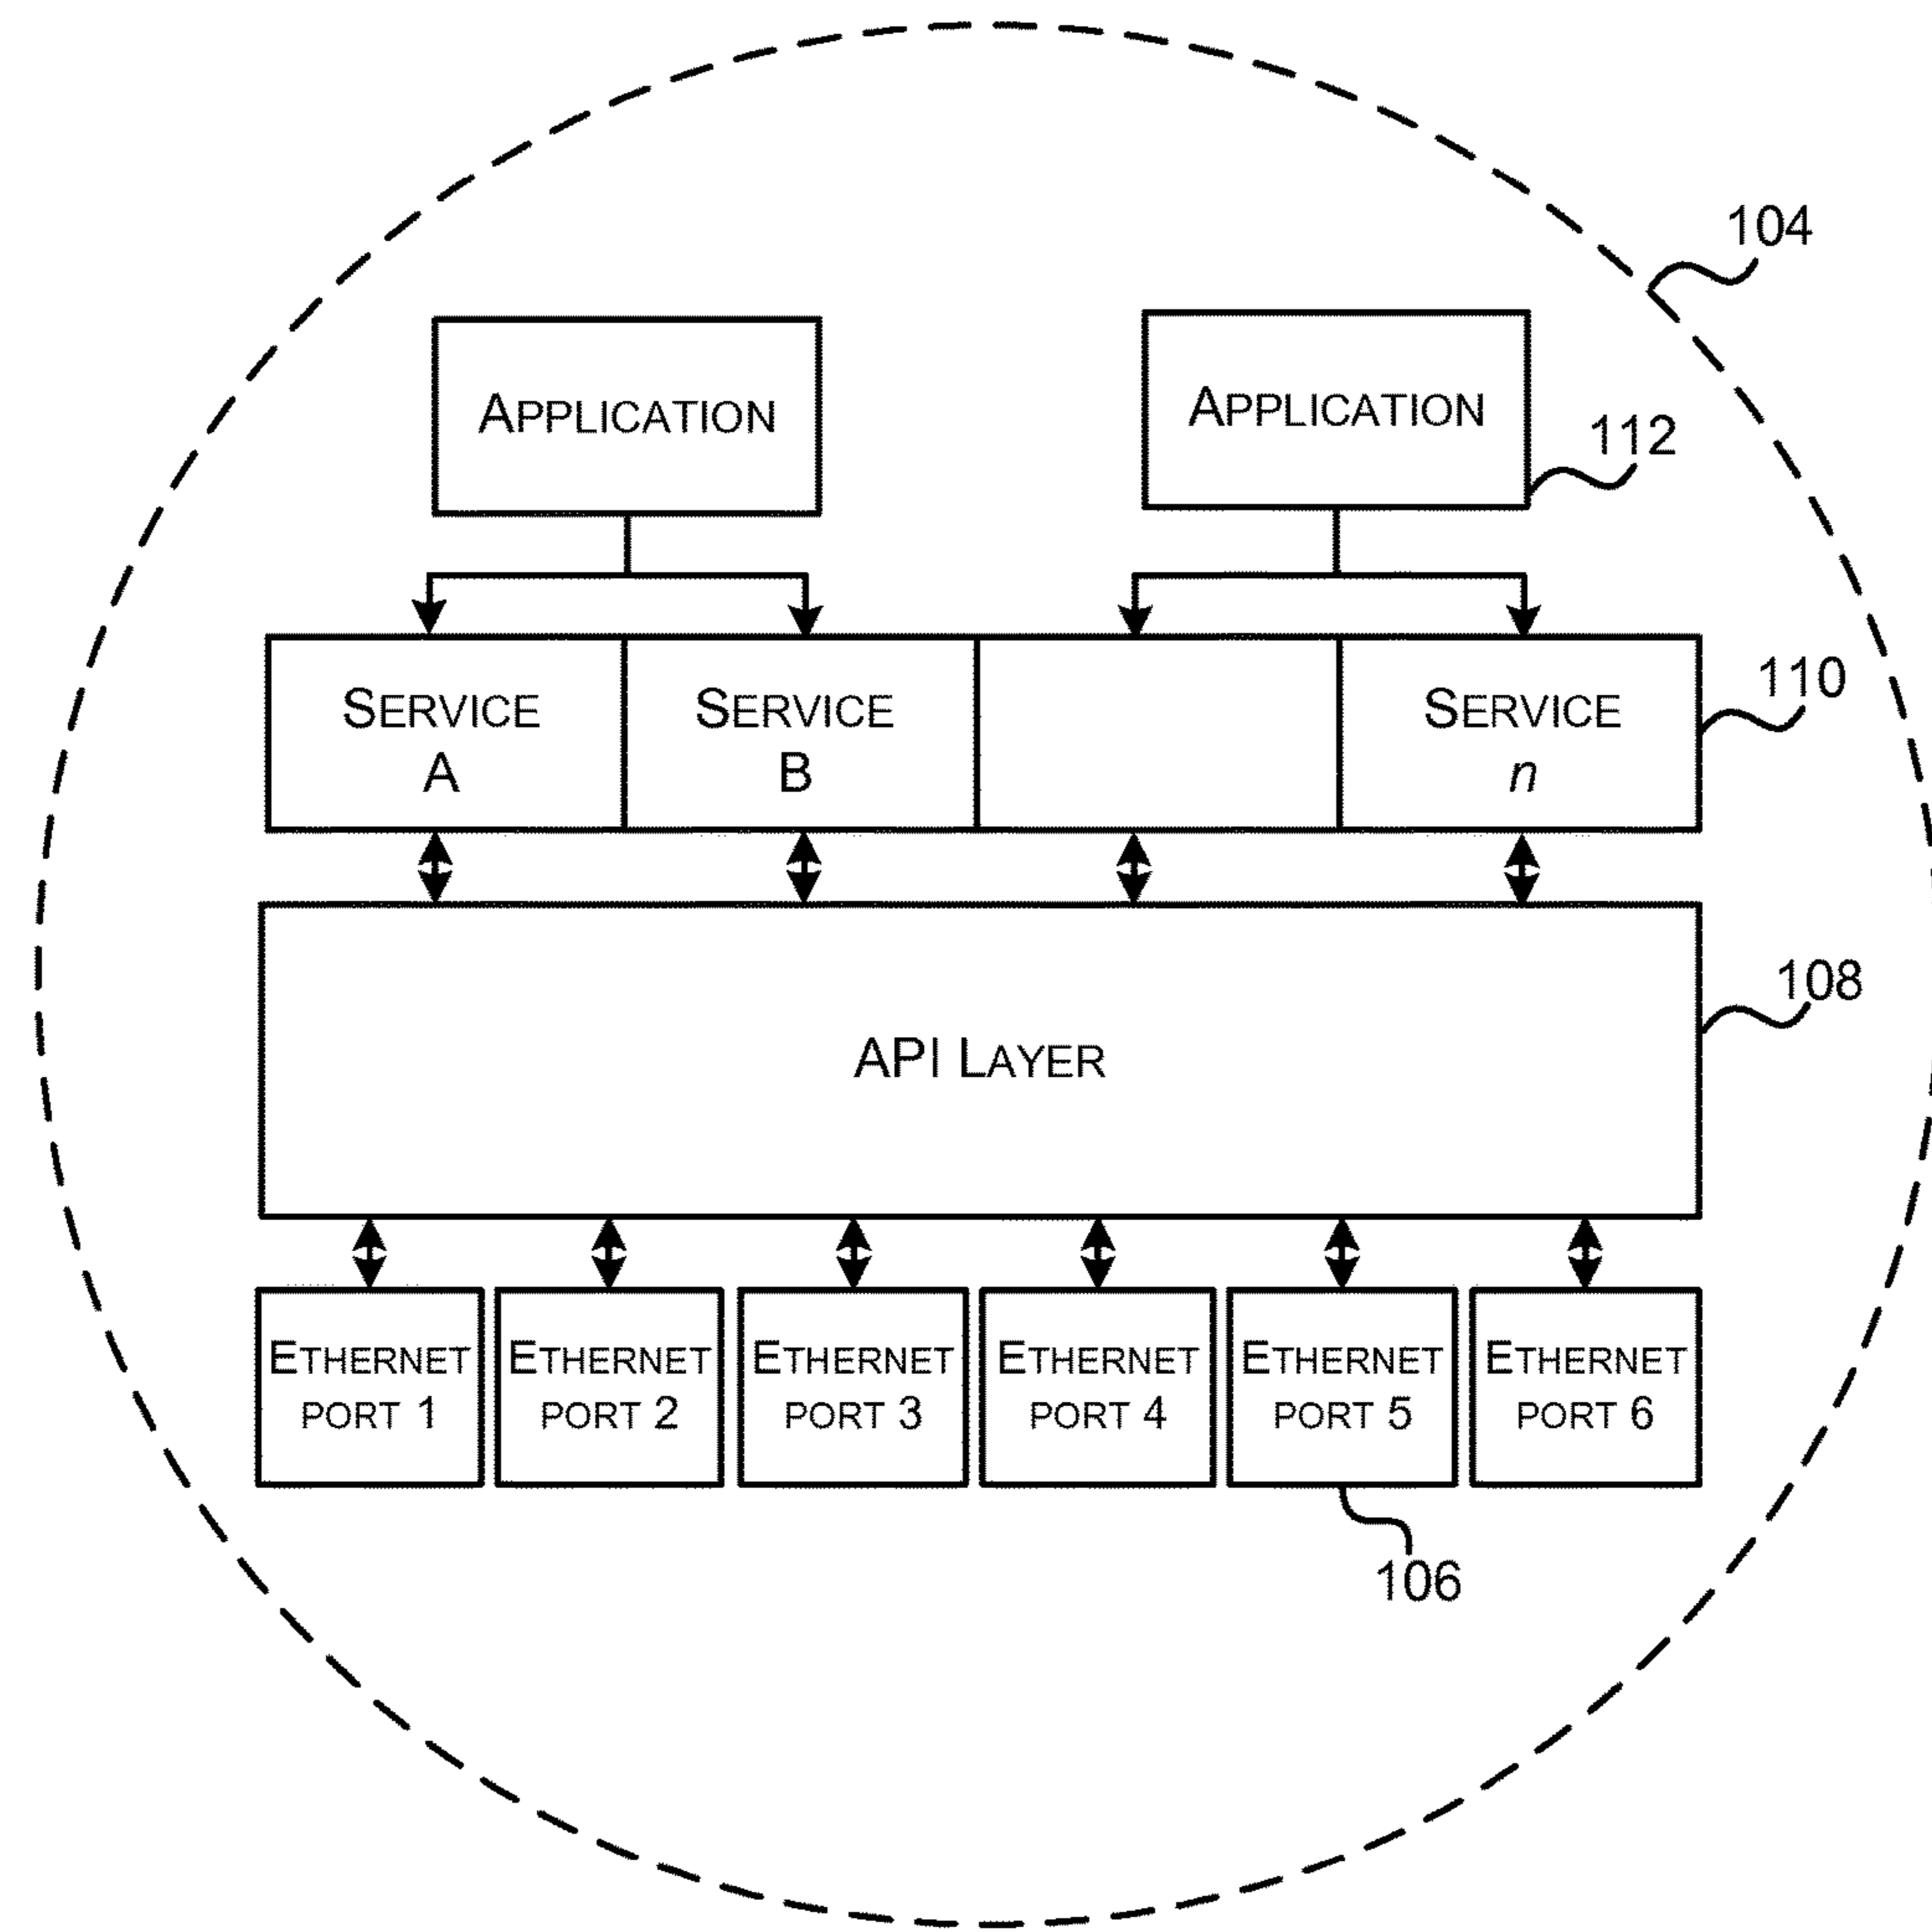 104
APPLICATION
APPLICATION
112
SERVICE
A
SERVICE
B
SERVICE
n
110
API LAYER
108
ETHERNET
PORT 1
ETHERNET
PORT 2
ETHERNET
PORT 3
ETHERNET
PORT 4
ETHERNET
PORT 5
ETHERNET
PORT 6
106